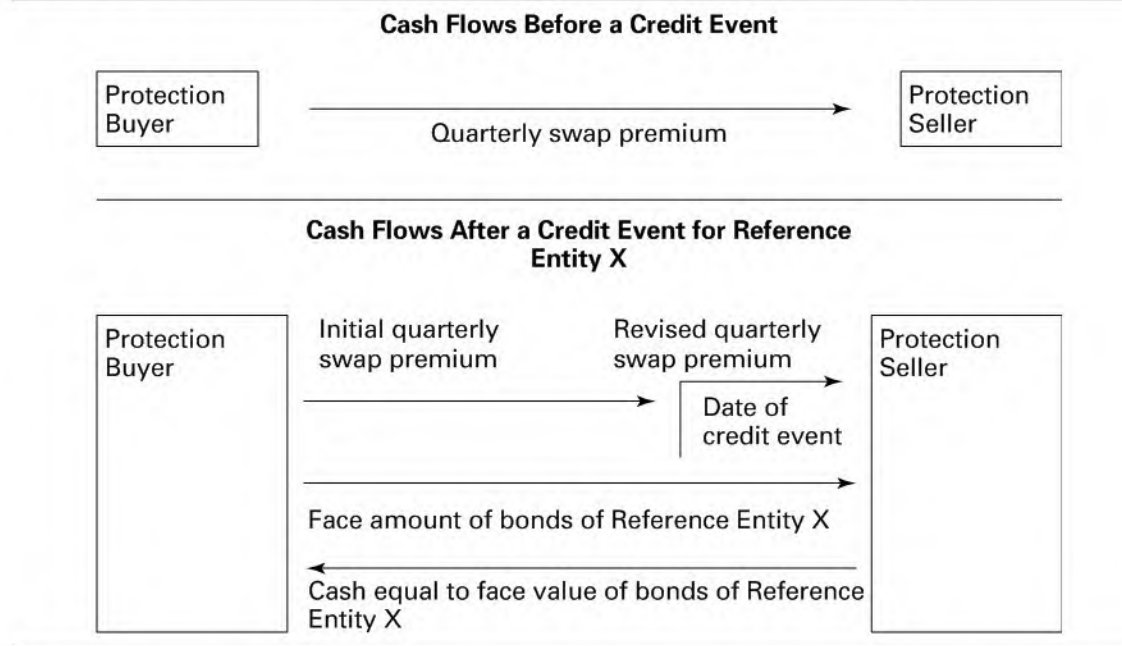 Cash Flows Before a Credit Event
Protection
Buyer
Quarterly swap premium
Protection
Seller
Cash Flows After a Credit Event for Reference
Entity X
Protection
Buyer
Initial quarterly
swap premium
Revised quarterly
swap premium
Date of
credit event
Protection
Seller
Face amount of bonds of Reference Entity X
Cash equal to face value of bonds of Reference
Entity X